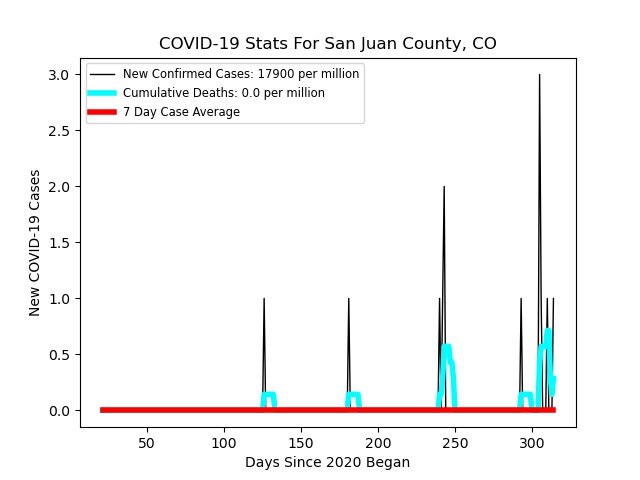 COVID-19 Stats For San Juan County, CO
New Confirmed Cases: 17900 per million
Cumulative Deaths: 0.0 per million
7 Day Case Average
New COVID-19 Cases
3.0
2.5
2.0
1.5
1.0
0.5
0.0
50 100 150 200 250 300
Days Since 2020 Began